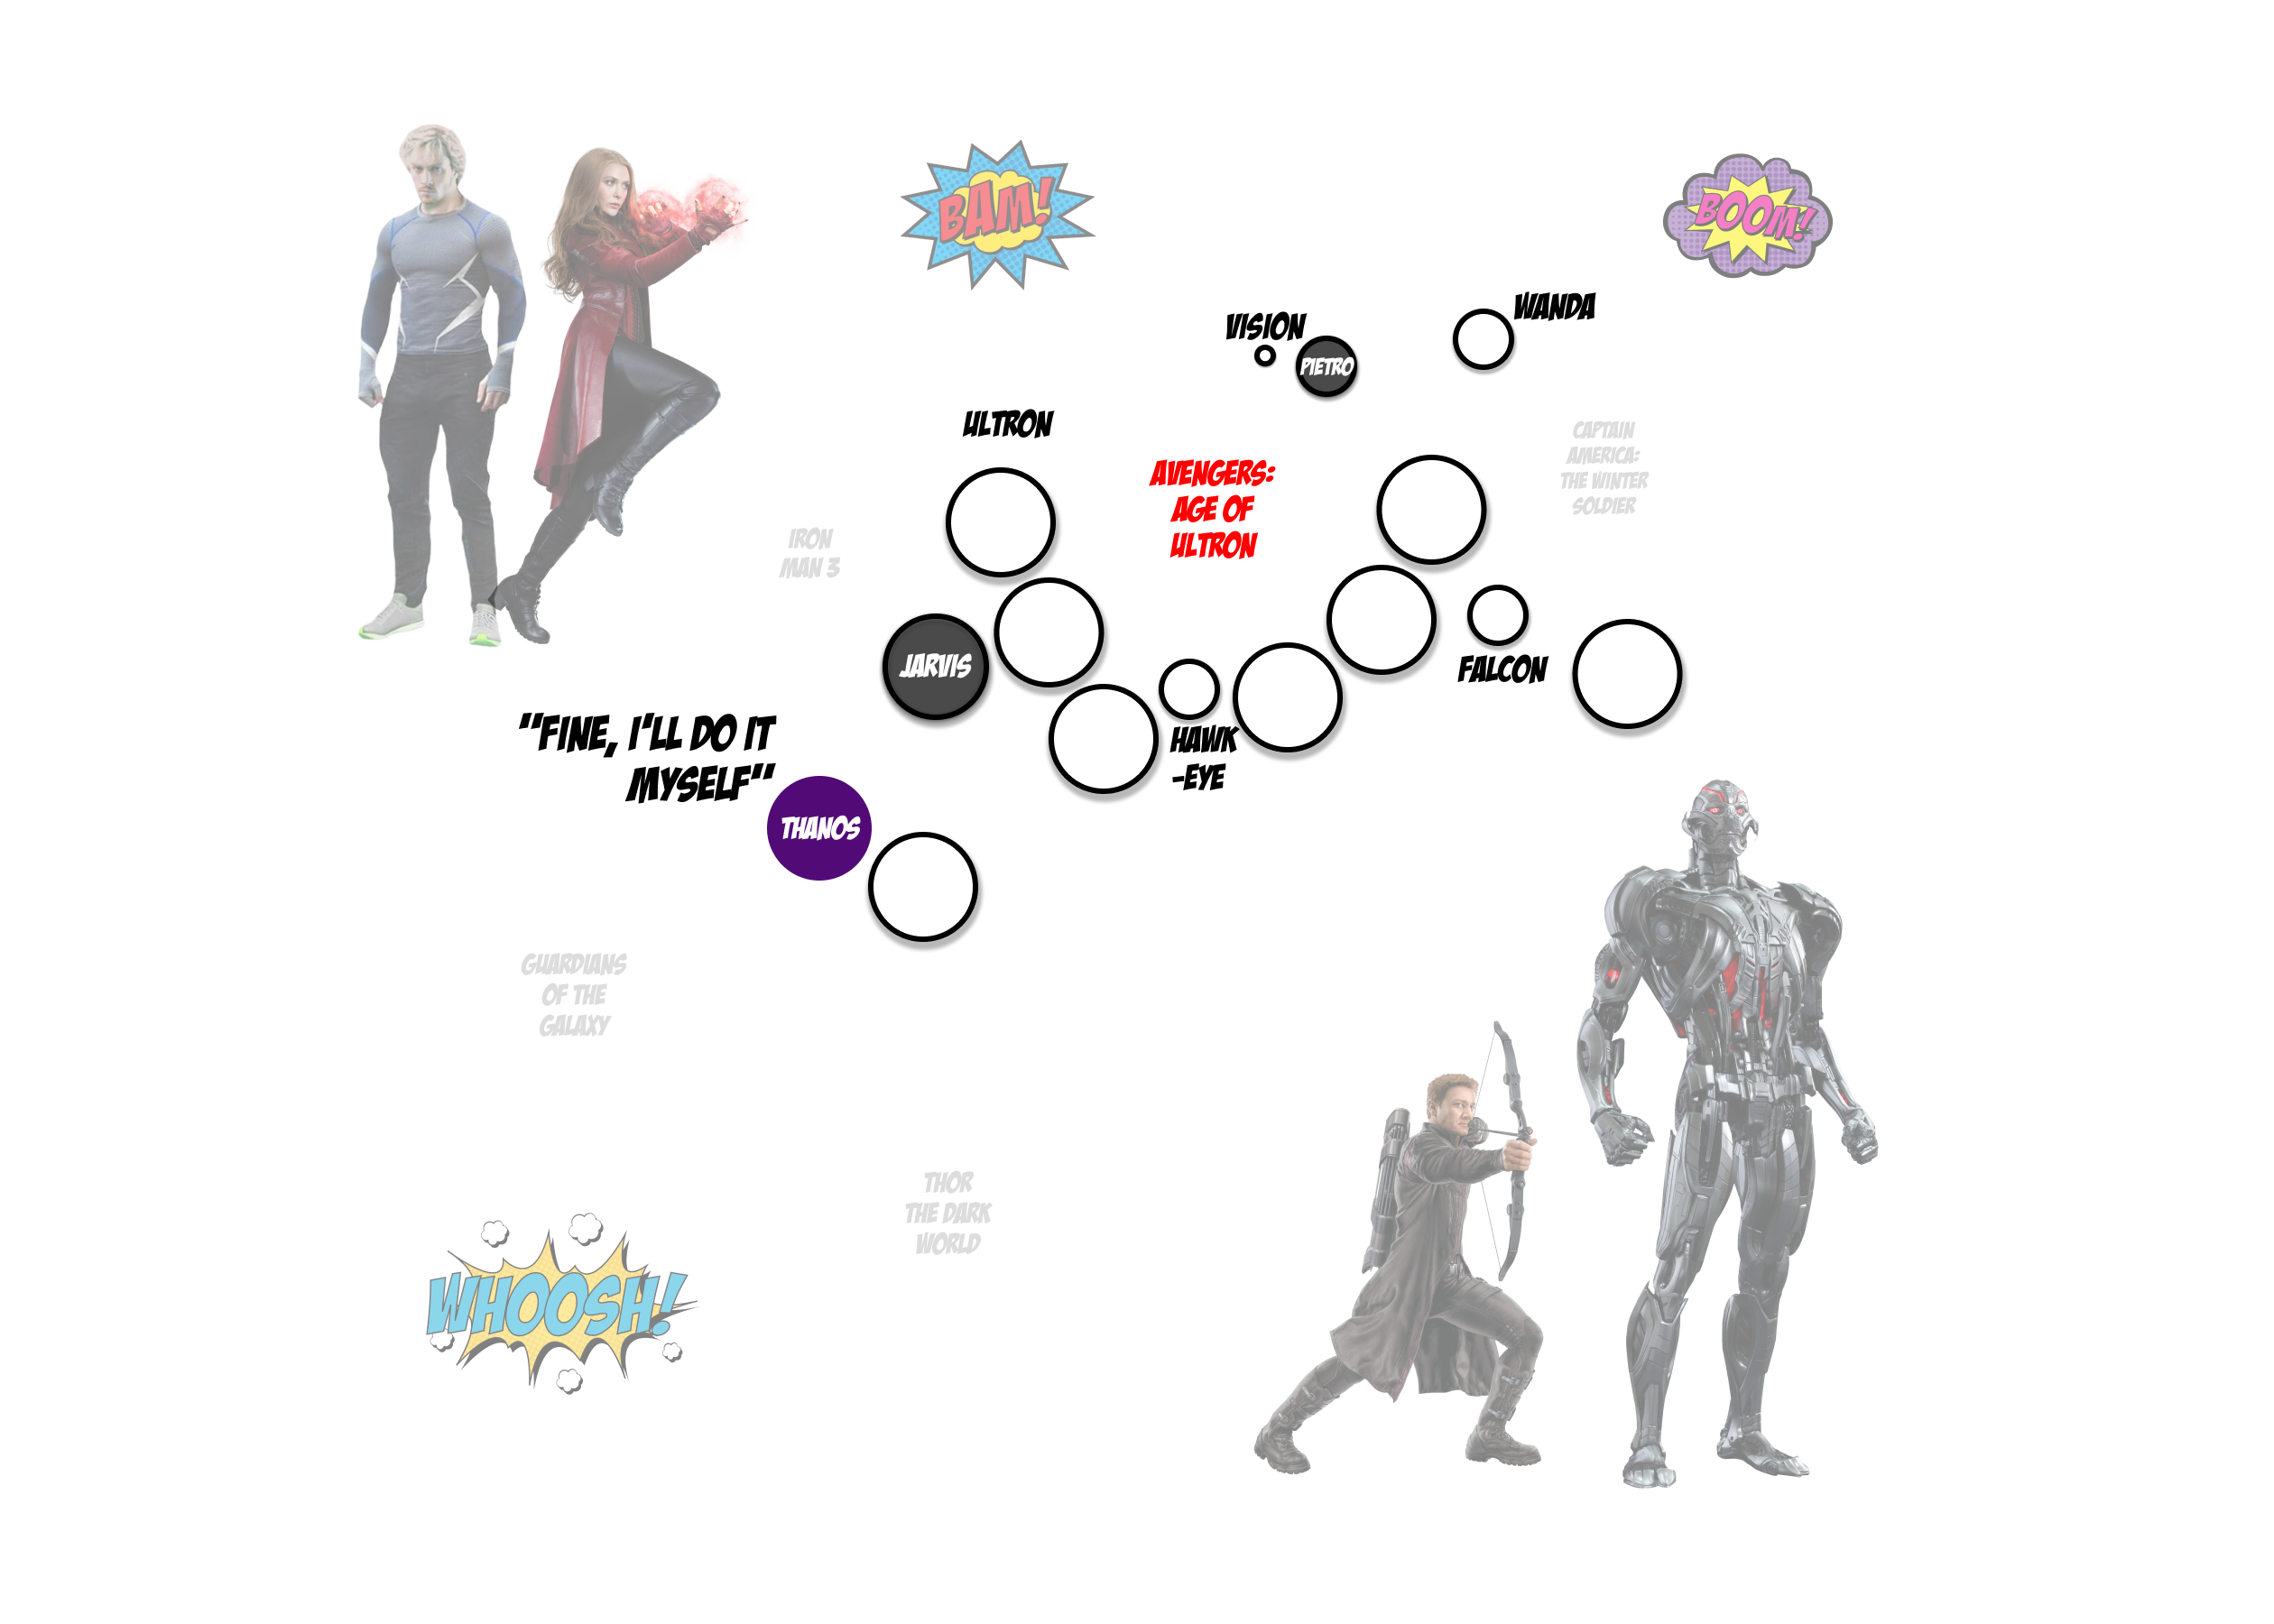 BAM!
BOOM!
WANDA
VISION
PIETRO
ULTRON
CAPTAIN
AMERICA:
THE WINTER
SOLDIER
AVENGERS:
AGE OF
ULTRON
IRON
MAN 3
JARVIS
FALCON
HAWK
-EYE
"FINE, I'LL DO IT
MYSELF"
THANOS
GUARDIANS
OF THE
GALAXY
THOR
THE DARK
WORLD
WHOOSH!